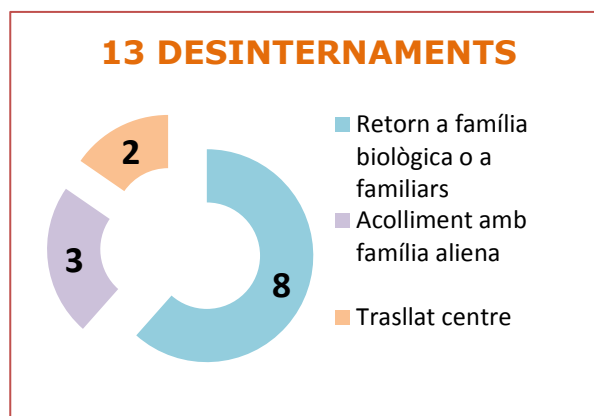 13 DESINTERNAMENTS
2
3
8
Retorn a família
biològica o a
familiars
Acolliment amb
família aliena
Trasllat centre